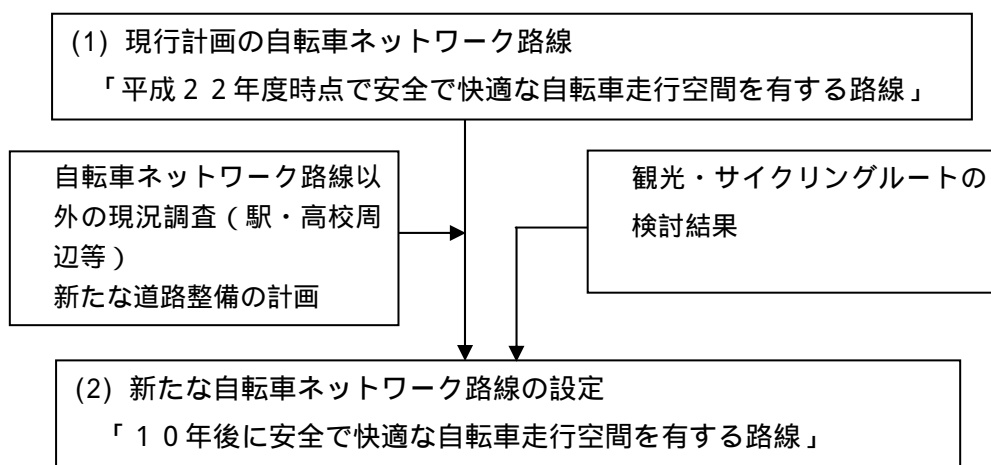 (1) 現行計画の自転車ネットワーク路線
「平成２２年度時点で安全で快適な自転車走行空間を有する路線」
自転車ネットワーク路線以
外の現況調査（駅・高校周
辺等）
新たな道路整備の計画
観光・サイクリングルートの
検討結果
(2) 新たな自転車ネットワーク路線の設定
「１０年後に安全で快適な自転車走行空間を有する路線」